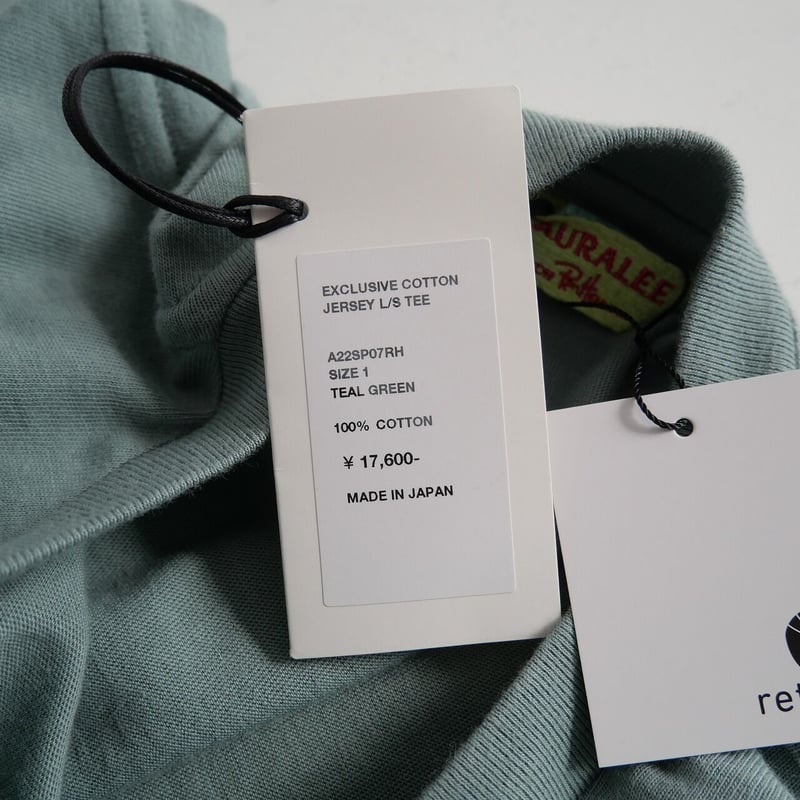 EXCLUSIVE COTTON
JERSEY L/S TEE
A22SP07RH
SIZE 1
TEAL GREEN
100% COTTON
¥ 17,600-
MADE IN JAPAN
AURALEE
ret